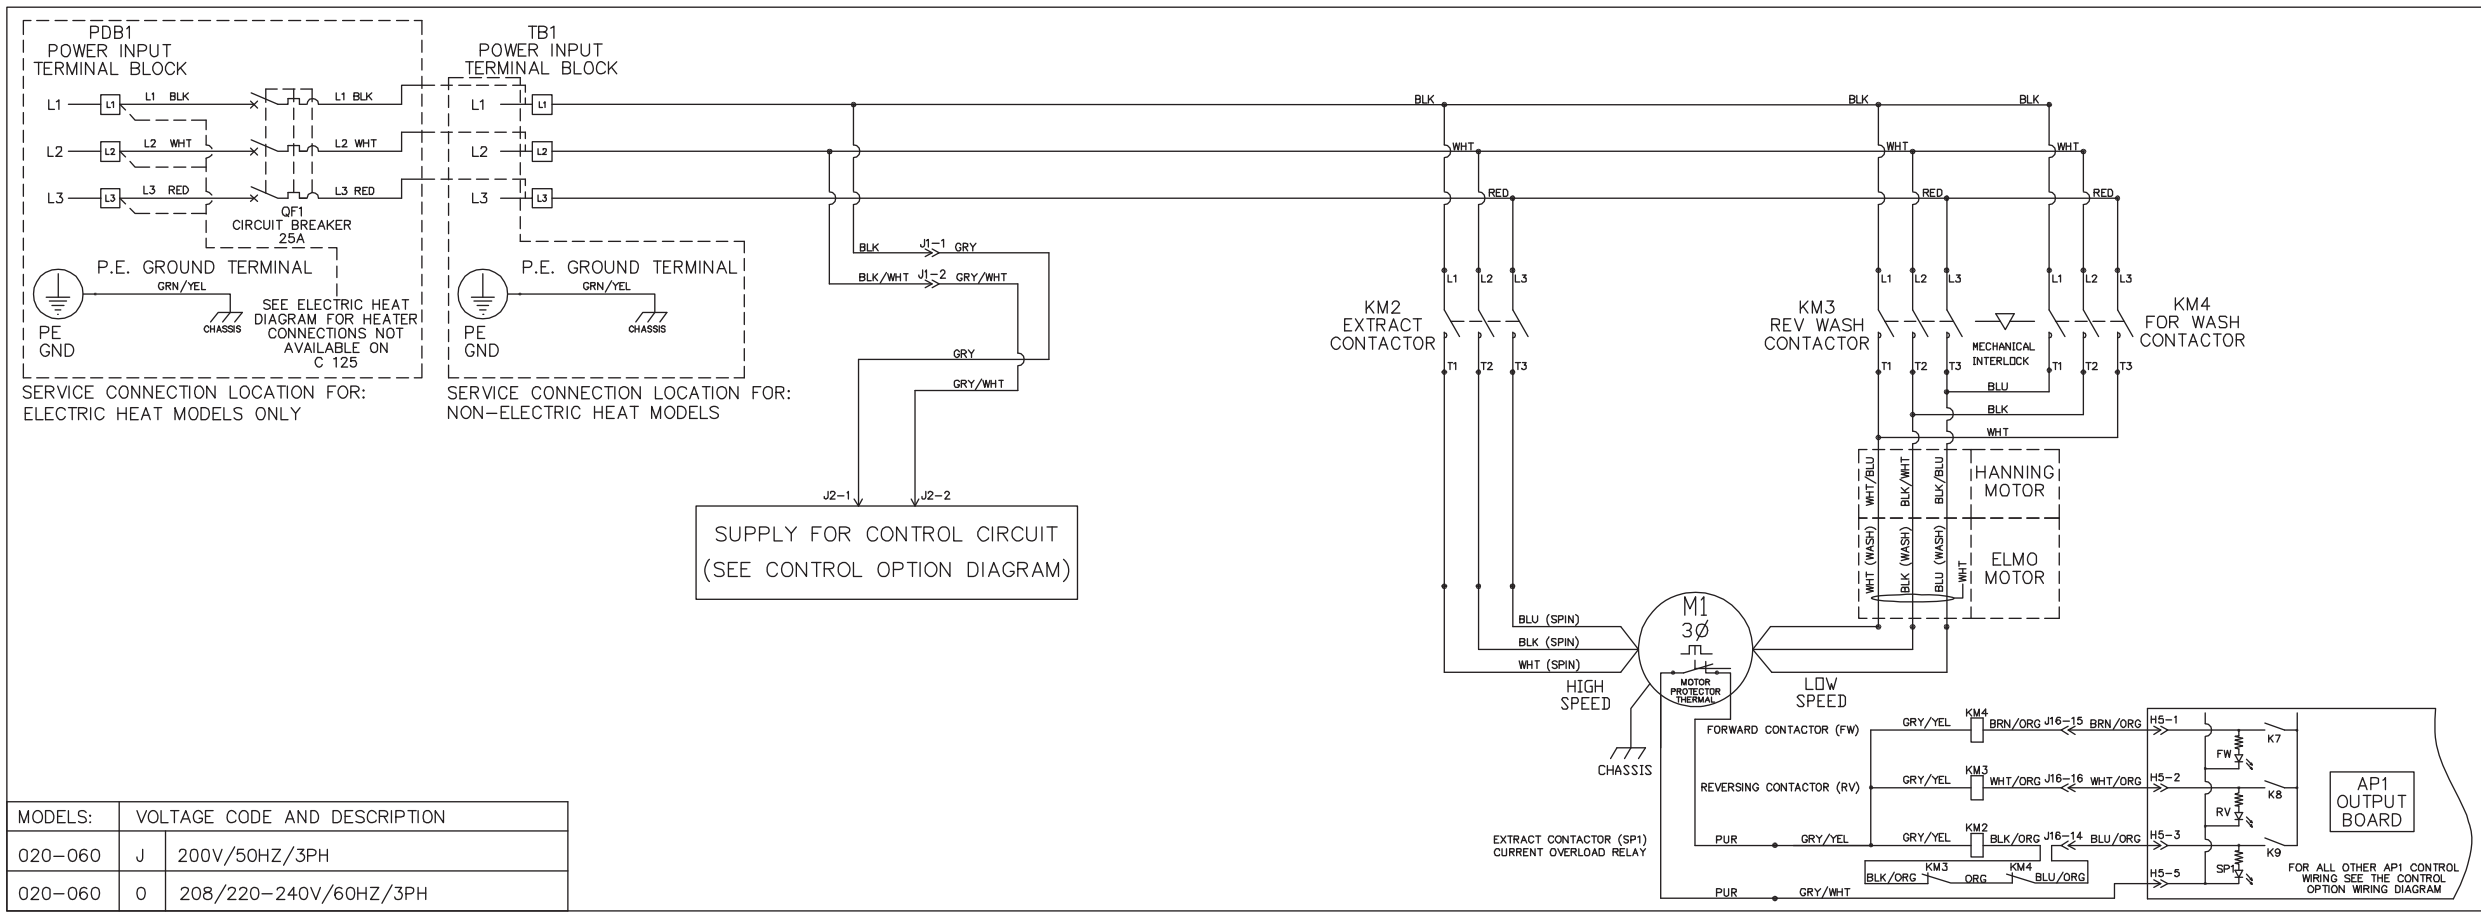 PDB1
POWER INPUT
TERMINAL BLOCK
L1
L1
L1 BLK
L1 BLK
L2
L2
L2 WHT
L2 WHT
L3
L3
L3 RED
L3 RED
QF1
CIRCUIT BREAKER
25A
P.E. GROUND TERMINAL
GRN/YEL
CHASSIS
PE
GND
SEE ELECTRIC HEAT
DIAGRAM FOR HEATER
CONNECTIONS NOT
AVAILABLE ON
C 125
SERVICE CONNECTION LOCATION FOR:
ELECTRIC HEAT MODELS ONLY
TB1
POWER INPUT
TERMINAL BLOCK
L1
L1
L2
L2
L3
L3
P.E. GROUND TERMINAL
GRN/YEL
CHASSIS
PE
GND
SERVICE CONNECTION LOCATION FOR:
NON-ELECTRIC HEAT MODELS
BLK J1-1 GRY
BLK/WHT J1-2 GRY/WHT
GRY
GRY/WHT
J2-1
J2-2
SUPPLY FOR CONTROL CIRCUIT
(SEE CONTROL OPTION DIAGRAM)
BLK
BLK
BLK
WHT
WHT
WHT
RED
RED
RED
L1
L2
L3
L1
L2
L3
L1
L2
L3
KM2
EXTRACT
CONTACTOR
KM3
REV WASH
CONTACTOR
MECHANICAL
INTERLOCK
KM4
FOR WASH
CONTACTOR
T1
T2
T3
T1
T2
T3
T1
T2
T3
BLU
BLK
WHT
WHT/BLU
BLK/WHT
BLK/BLU
HANNING
MOTOR
WHT (WASH)
BLK (WASH)
BLU (WASH)
WHT
ELMO
MOTOR
BLU (SPIN)
BLK (SPIN)
WHT (SPIN)
HIGH
SPEED
M1
3Ø
MOTOR
PROTECTOR
THERMAL
LOW
SPEED
CHASSIS
FORWARD CONTACTOR (FW)
GRY/YEL
KM4
BRN/ORG J16-15 BRN/ORG
H5-1
FW
K7
REVERSING CONTACTOR (RV)
GRY/YEL
KM3
WHT/ORG J16-16 WHT/ORG
H5-2
RV
K8
EXTRACT CONTACTOR (SP1)
CURRENT OVERLOAD RELAY
PUR
GRY/YEL
GRY/YEL
KM2
BLK/ORG J16-14 BLU/ORG
H5-3
SP1
K9
BLK/ORG
KM3
ORG
KM4
BLU/ORG
PUR
GRY/WHT
H5-5
AP1
OUTPUT
BOARD
FOR ALL OTHER AP1 CONTROL
WIRING SEE THE CONTROL
OPTION WIRING DIAGRAM
MODELS: VOLTAGE CODE AND DESCRIPTION
020-060 J 200V/50HZ/3PH
020-060 O 208/220-240V/60HZ/3PH